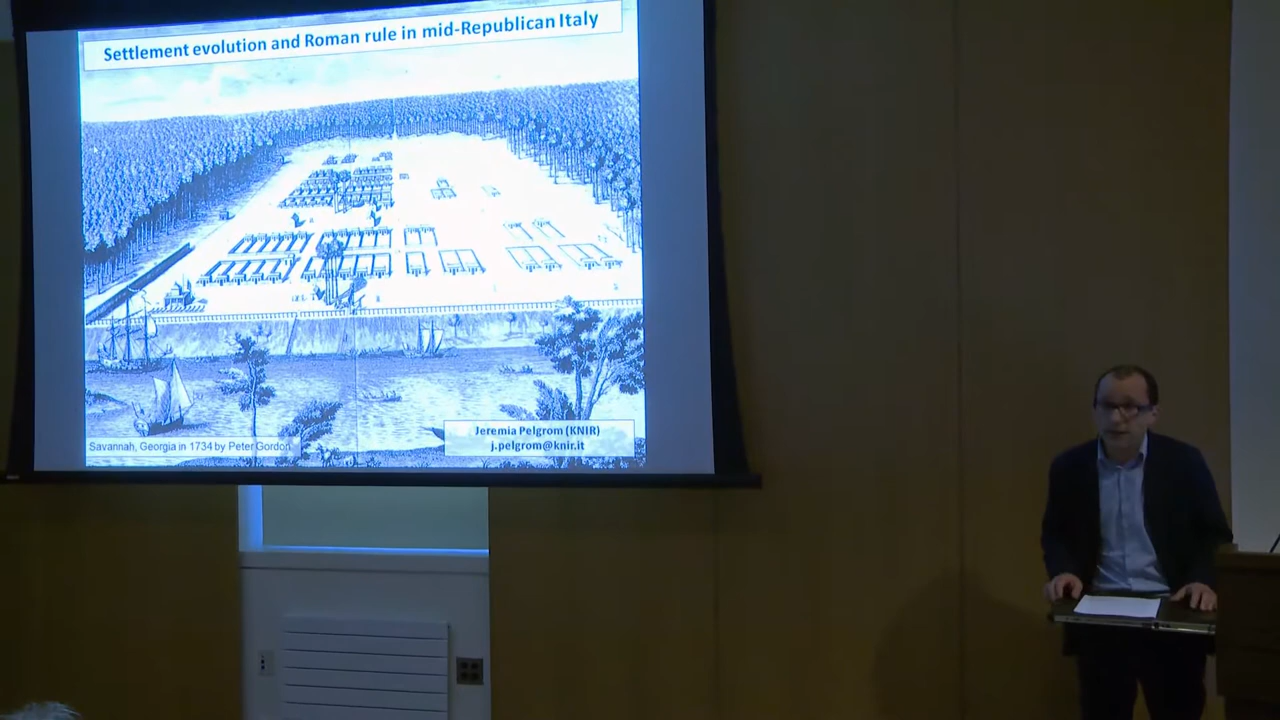 Settlement evolution and Roman rule in mid-Republican Italy
Jeremia Pelgrom (KNIR)
j.pelgrom@knir.it
Savannah, Georgia in 1734 by Peter Gordon